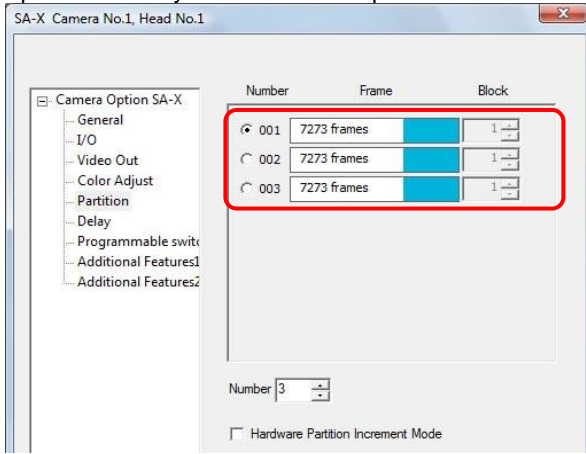 SA-X Camera No.1, Head No.1
Camera Option SA-X
General
I/O
Video Out
Color Adjust
Partition
Delay
Programmable switc
Additional Features1
Additional Features2
Number Frame Block
001 7273 frames 1
002 7273 frames 1
003 7273 frames 1
Number 3
Hardware Partition Increment Mode